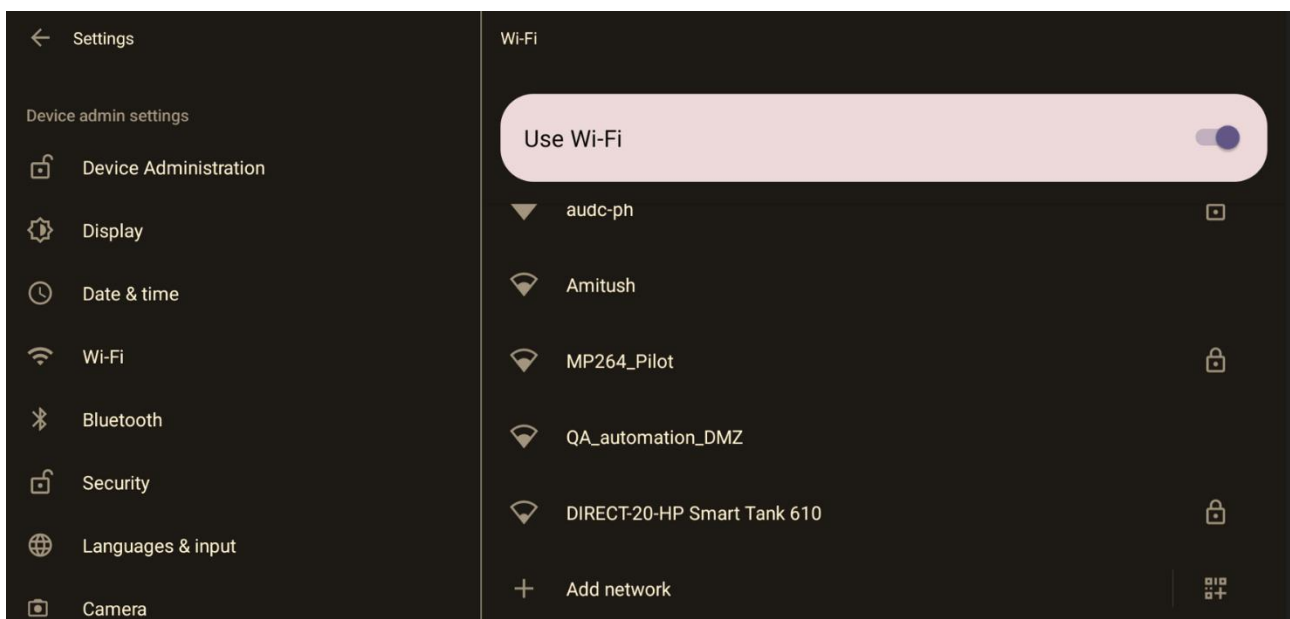 Settings
Device admin settings
Device Administration
Display
Date & time
Wi-Fi
Bluetooth
Security
Languages & input
Camera
Wi-Fi
Use Wi-Fi
audc-ph
Amitush
MP264_Pilot
QA_automation_DMZ
DIRECT-20-HP Smart Tank 610
Add network